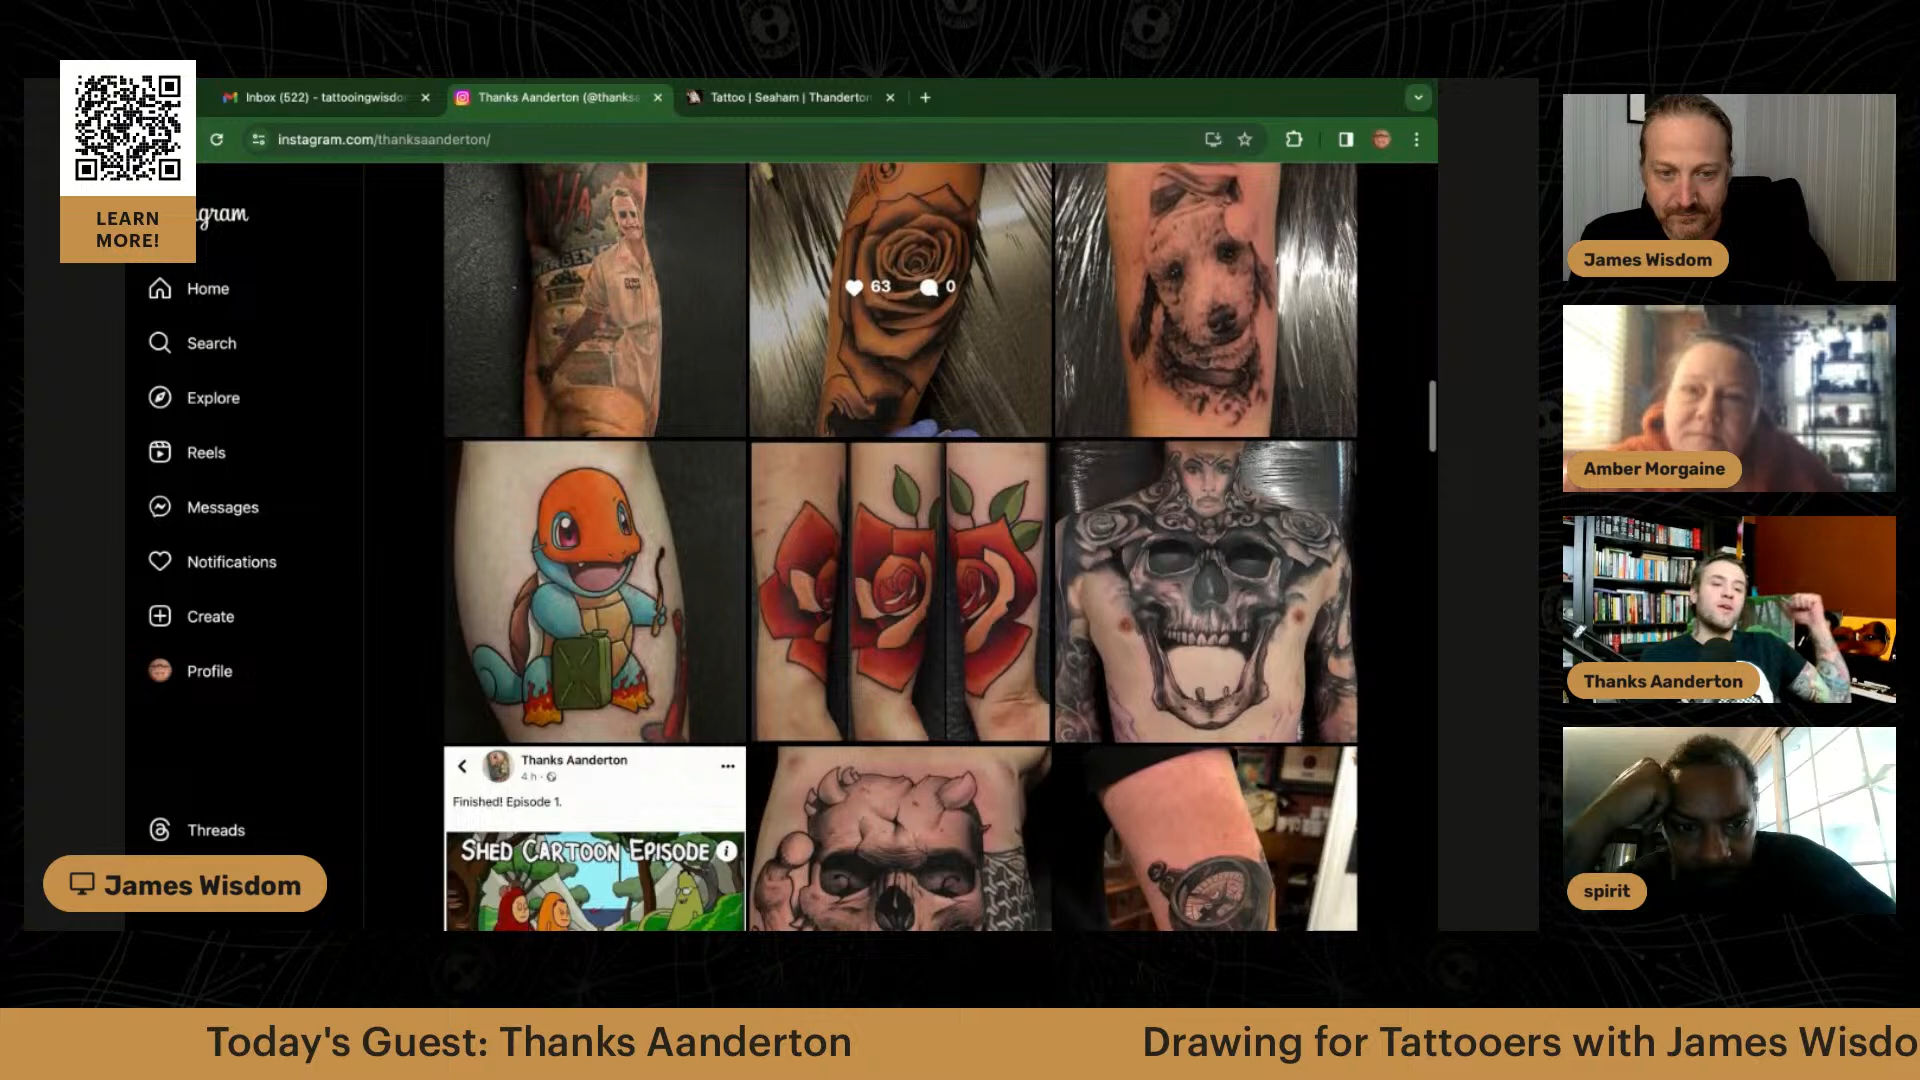 Inbox (522) - tattooingwisdo
Thanks Aanderton (@thanks
Tattoo | Seaham | Thanderton
instagram.com/thanksaanderton/
LEARN
MORE!
gram
Home
Search
Explore
Reels
Messages
Notifications
Create
Profile
Threads
63
0
Thanks Aanderton
4 h
Finished! Episode 1.
SHED CARTOON EPISODE
James Wisdom
James Wisdom
Amber Morgaine
Thanks Aanderton
spirit
Today's Guest: Thanks Aanderton
Drawing for Tattooers with James Wisdo